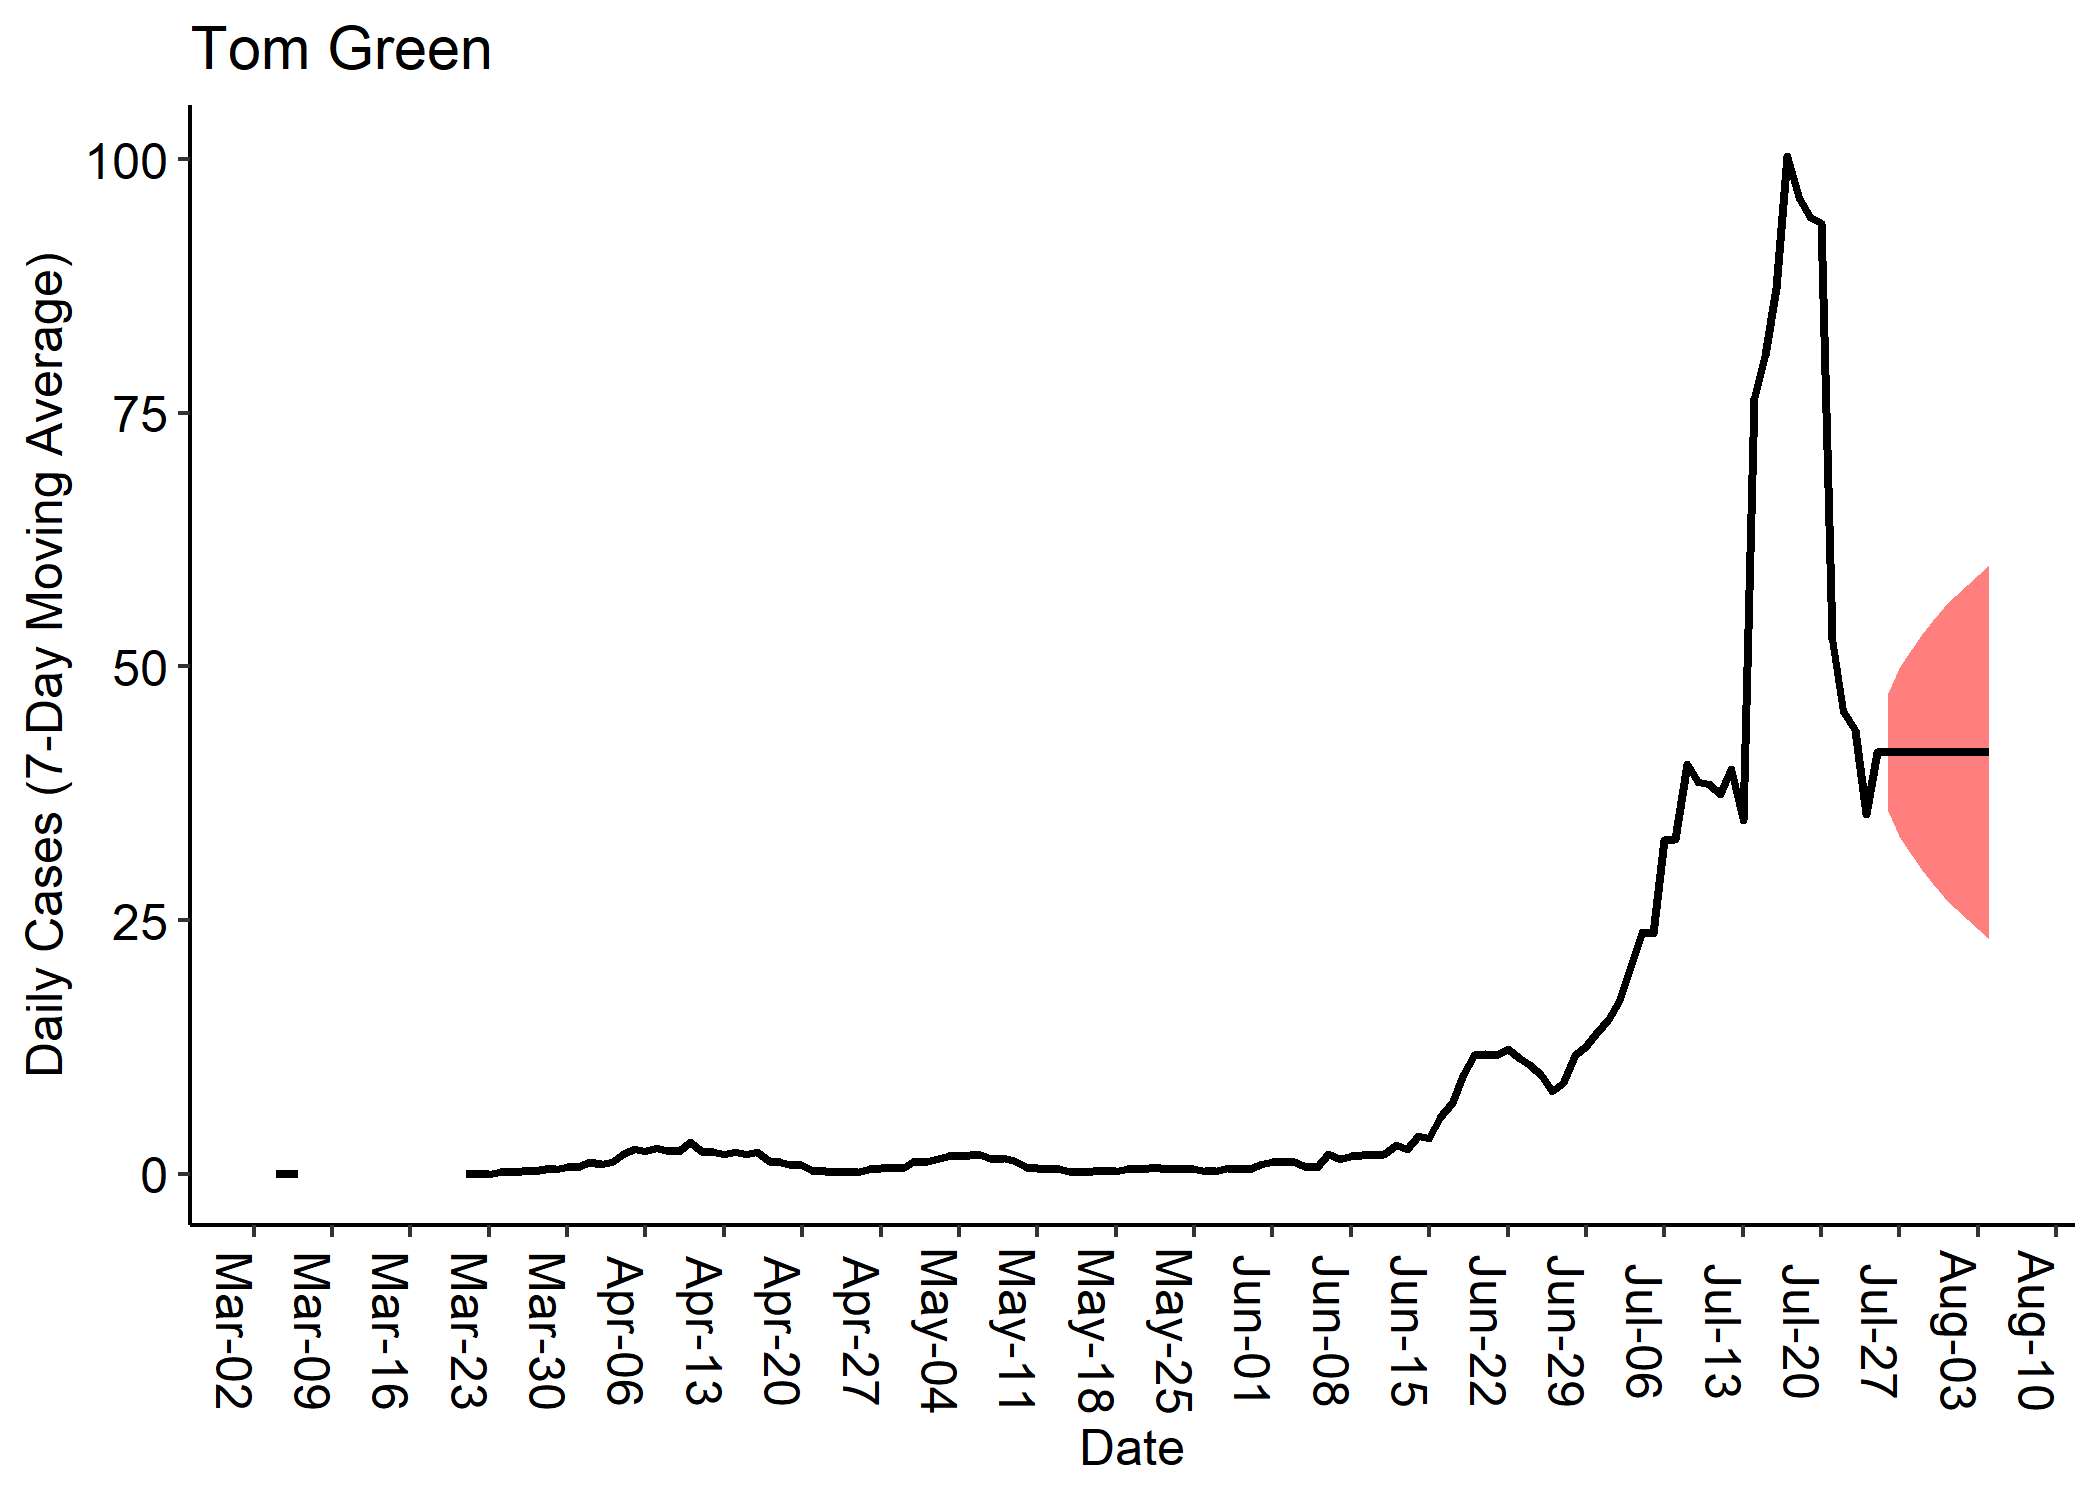 Tom Green
Daily Cases (7-Day Moving Average)
100
75
50
25
0
Mar-02
Mar-09
Mar-16
Mar-23
Mar-30
Apr-06
Apr-13
Apr-20
Apr-27
May-04
May-11
May-18
May-25
Jun-01
Jun-08
Jun-15
Jun-22
Jun-29
Jul-06
Jul-13
Jul-20
Jul-27
Aug-03
Aug-10
Date